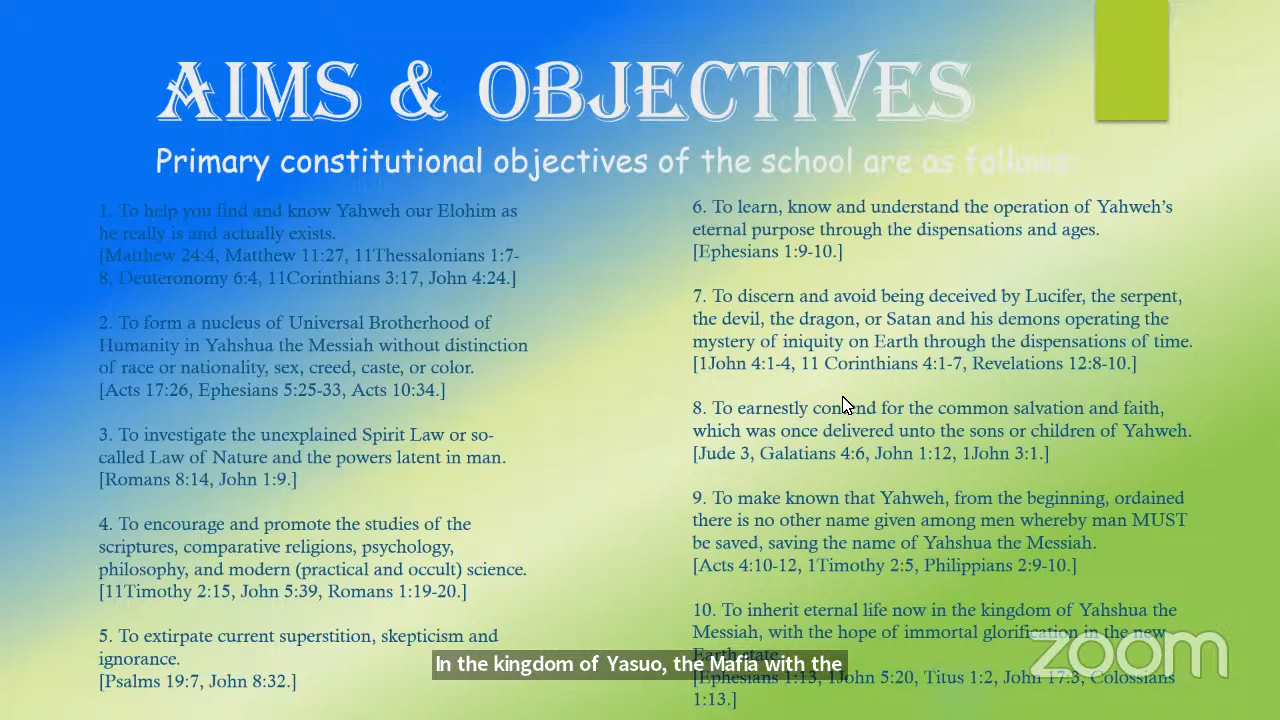 AIMS & OBJECTIVES
Primary constitutional objectives of the school are as follows:
1. To help you find and know Yahweh our Elohim as
he really is and actually exists.
[Matthew 24:4, Matthew 11:27, 11Thessalonians 1:7-
8, Deuteronomy 6:4, 11Corinthians 3:17, John 4:24.]
2. To form a nucleus of Universal Brotherhood of
Humanity in Yahshua the Messiah without distinction
of race or nationality, sex, creed, caste, or color.
[Acts 17:26, Ephesians 5:25-33, Acts 10:34.]
3. To investigate the unexplained Spirit Law or so-
called Law of Nature and the powers latent in man.
[Romans 8:14, John 1:9.]
4. To encourage and promote the studies of the
scriptures, comparative religions, psychology,
philosophy, and modern (practical and occult) science.
[11Timothy 2:15, John 5:39, Romans 1:19-20.]
5. To extirpate current superstition, skepticism and
ignorance.
[Psalms 19:7, John 8:32.]
6. To learn, know and understand the operation of Yahweh's
eternal purpose through the dispensations and ages.
[Ephesians 1:9-10.]
7. To discern and avoid being deceived by Lucifer, the serpent,
the devil, the dragon, or Satan and his demons operating the
mystery of iniquity on Earth through the dispensations of time.
[1John 4:1-4, 11 Corinthians 4:1-7, Revelations 12:8-10.]
8. To earnestly contend for the common salvation and faith,
which was once delivered unto the sons or children of Yahweh.
[Jude 3, Galatians 4:6, John 1:12, 1John 3:1.]
9. To make known that Yahweh, from the beginning, ordained
there is no other name given among men whereby man MUST
be saved, saving the name of Yahshua the Messiah.
[Acts 4:10-12, 1Timothy 2:5, Philippians 2:9-10.]
10. To inherit eternal life now in the kingdom of Yahshua the
Messiah, with the hope of immortal glorification in the new
Earth state.
[Ephesians 1:13, 1John 5:20, Titus 1:2, John 17:3, Colossians
1:13.]
In the kingdom of Yasuo, the Mafia with the
zoom